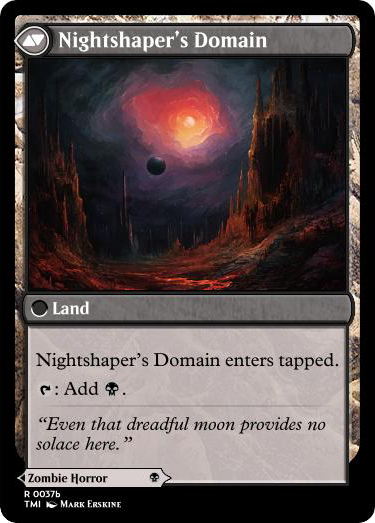 Nightshaper's Domain
Land
Nightshaper's Domain enters tapped.
: Add .
“Even that dreadful moon provides no
solace here.”
Zombie Horror
R 0037b
TMI Mark Erskine